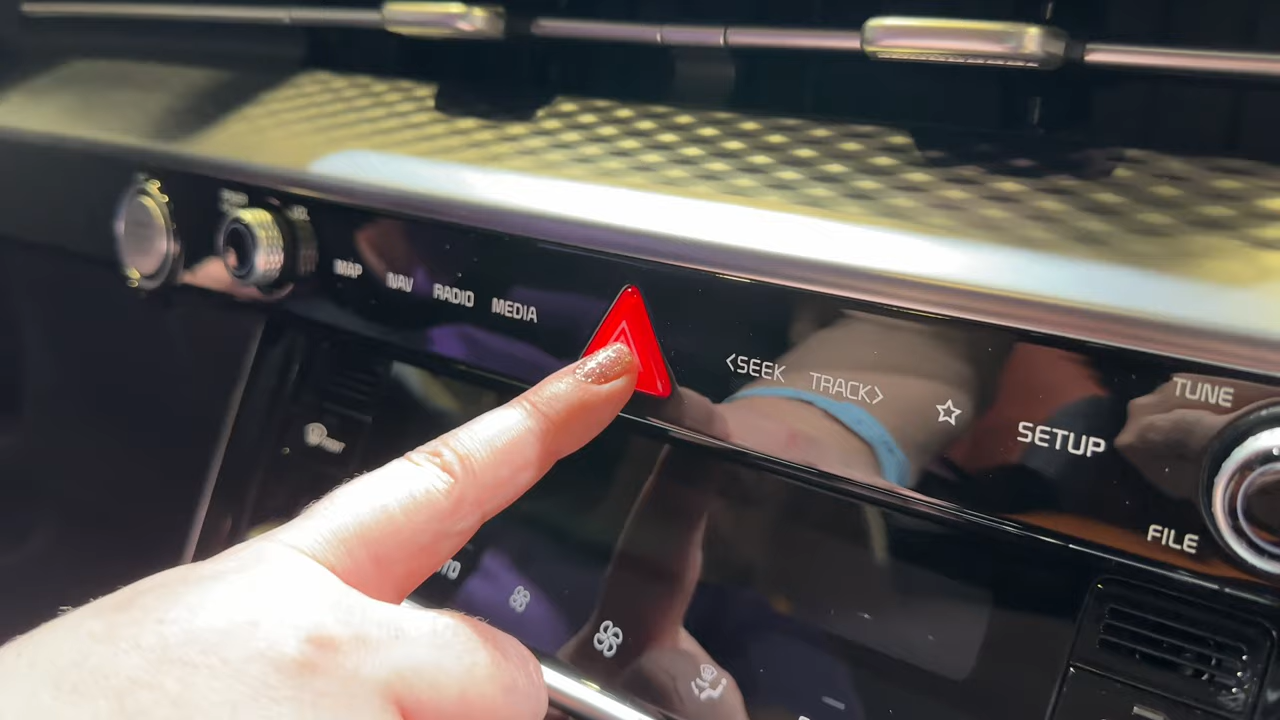 MAP
NAV
RADIO
MEDIA
<SEEK
TRACK>
SETUP
TUNE
FILE